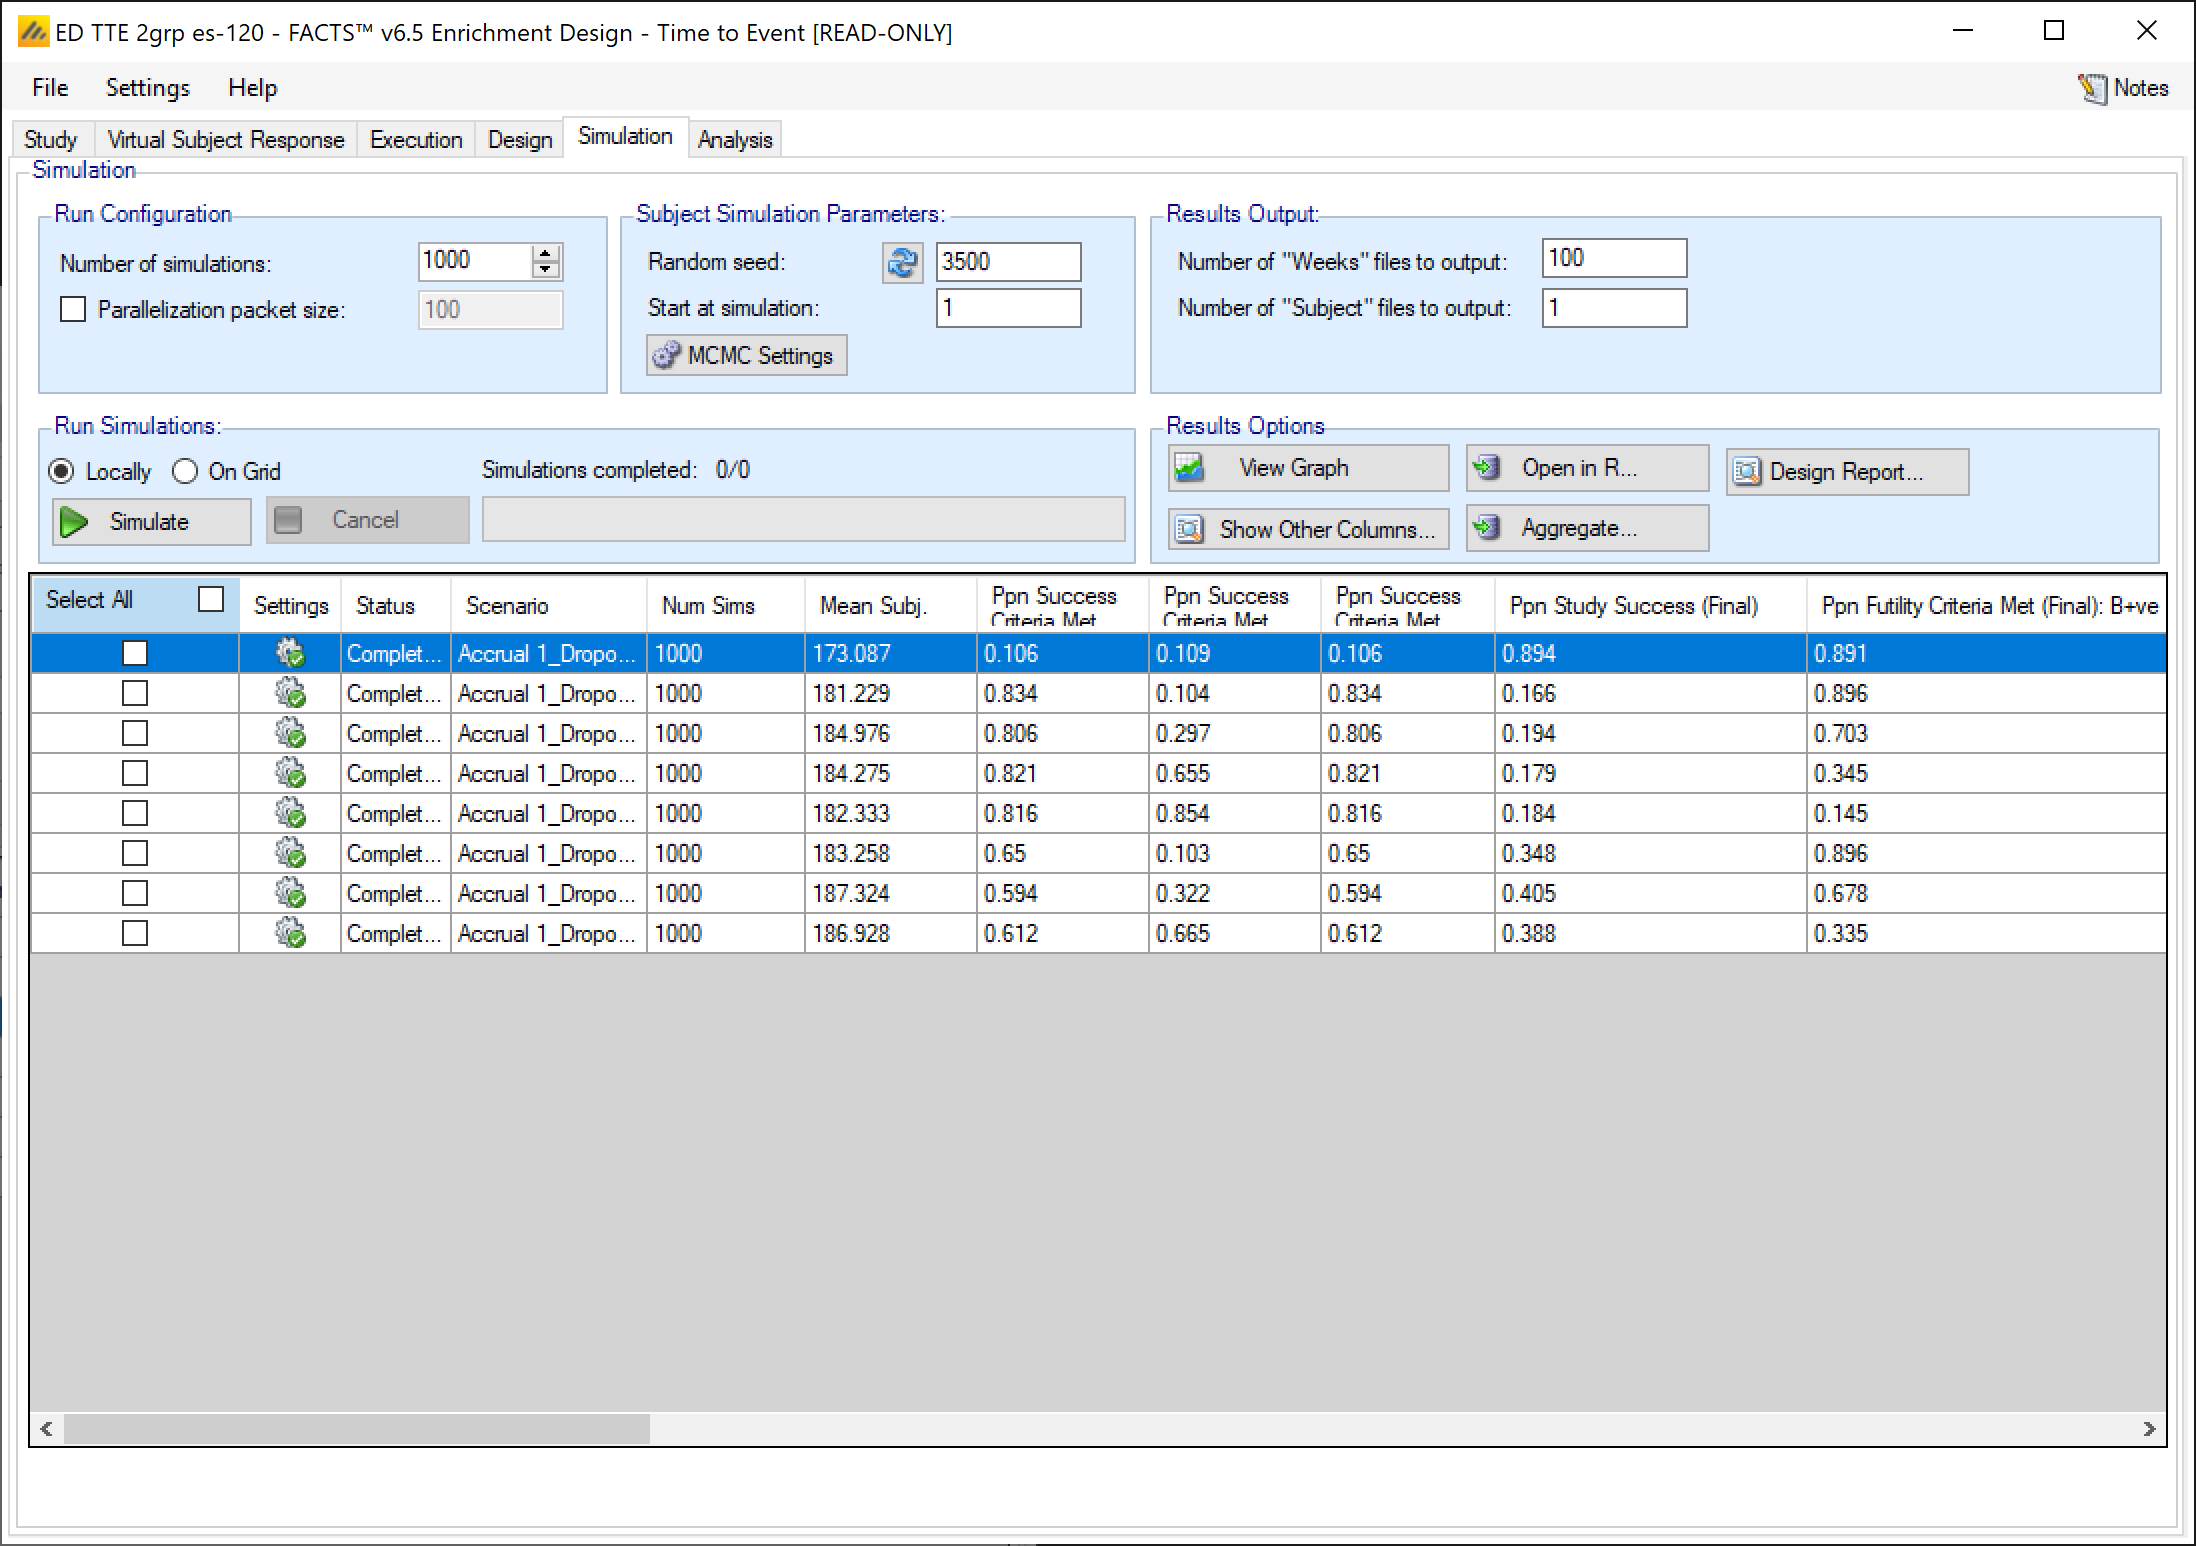 ED TTE 2grp es-120 - FACTS™ v6.5 Enrichment Design - Time to Event [READ-ONLY]
File Settings Help Notes
Study Virtual Subject Response Execution Design Simulation Analysis
Simulation
Run Configuration
Number of simulations: 1000
Parallelization packet size: 100
Subject Simulation Parameters:
Random seed: 3500
Start at simulation: 1
MCMC Settings
Results Output:
Number of "Weeks" files to output: 100
Number of "Subject" files to output: 1
Run Simulations:
Locally On Grid Simulations completed: 0/0
Simulate Cancel
Results Options
View Graph Open in R... Design Report...
Show Other Columns... Aggregate...
Select All Settings Status Scenario Num Sims Mean Subj. Ppn Success Criteria Met Ppn Success Criteria Met Ppn Success Criteria Met Ppn Study Success (Final) Ppn Futility Criteria Met (Final): B+ve
Complet... Accrual 1_Dropo... 1000 173.087 0.106 0.109 0.106 0.894 0.891
Complet... Accrual 1_Dropo... 1000 181.229 0.834 0.104 0.834 0.166 0.896
Complet... Accrual 1_Dropo... 1000 184.976 0.806 0.297 0.806 0.194 0.703
Complet... Accrual 1_Dropo... 1000 184.275 0.821 0.655 0.821 0.179 0.345
Complet... Accrual 1_Dropo... 1000 182.333 0.816 0.854 0.816 0.184 0.145
Complet... Accrual 1_Dropo... 1000 183.258 0.65 0.103 0.65 0.348 0.896
Complet... Accrual 1_Dropo... 1000 187.324 0.594 0.322 0.594 0.405 0.678
Complet... Accrual 1_Dropo... 1000 186.928 0.612 0.665 0.612 0.388 0.335